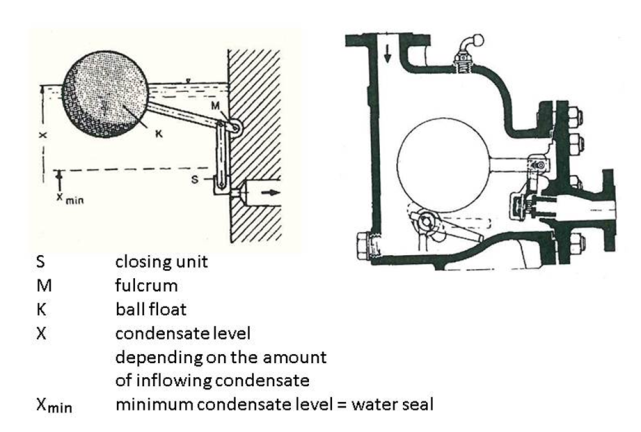 M
K
X
S
X min
S closing unit
M fulcrum
K ball float
X condensate level
depending on the amount
of inflowing condensate
Xmin minimum condensate level = water seal